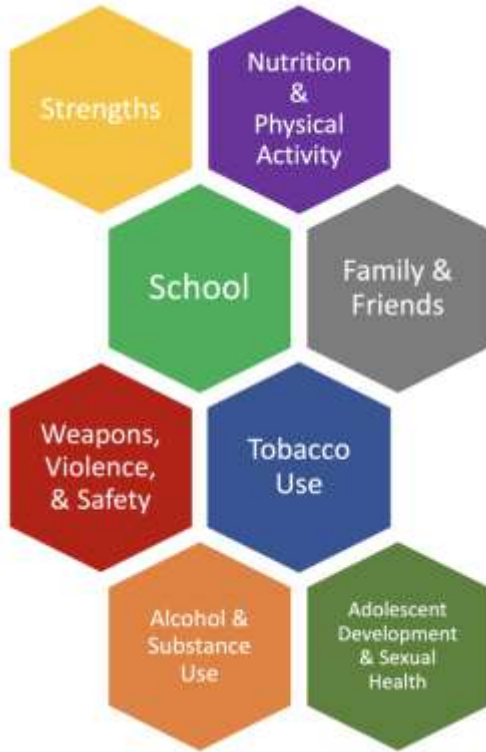 Strengths
Nutrition
&
Physical
Activity
School
Family &
Friends
Weapons,
Violence,
& Safety
Tobacco
Use
Alcohol &
Substance
Use
Adolescent
Development
& Sexual
Health